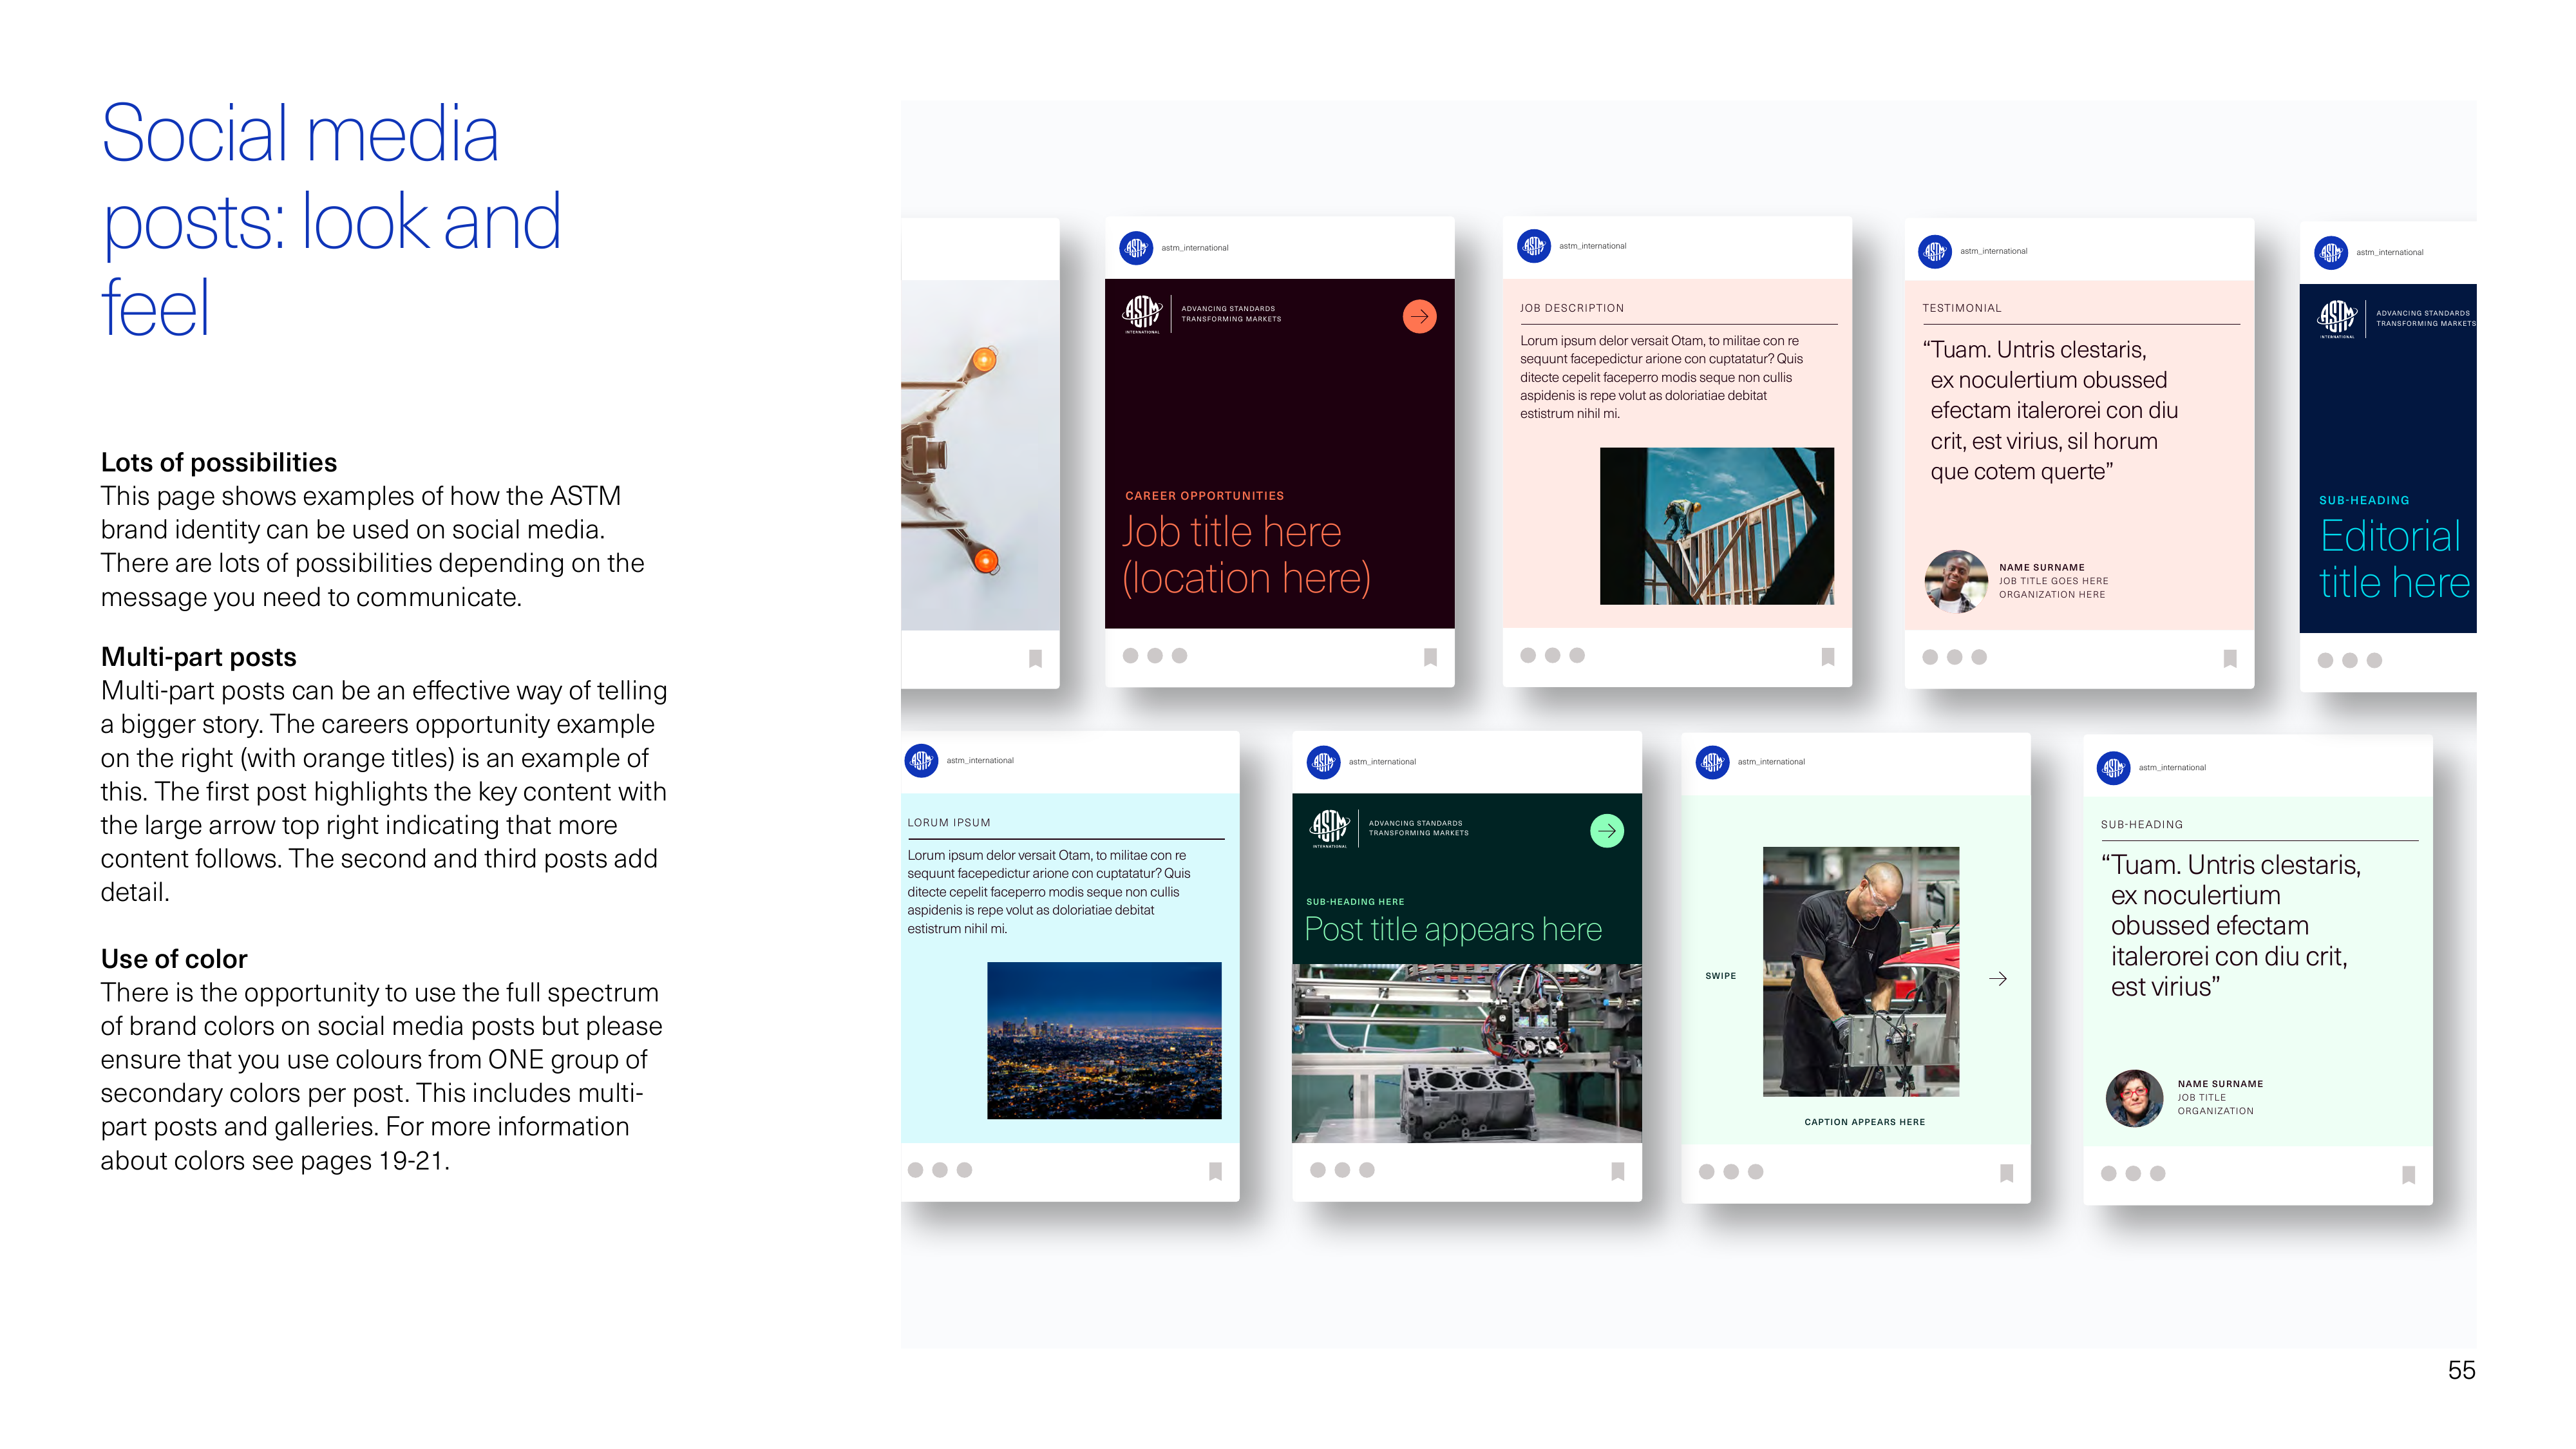 Social media
posts: look and
feel
Lots of possibilities
This page shows examples of how the ASTM
brand identity can be used on social media.
There are lots of possibilities depending on the
message you need to communicate.
Multi-part posts
Multi-part posts can be an effective way of telling
a bigger story. The careers opportunity example
on the right (with orange titles) is an example of
this. The first post highlights the key content with
the large arrow top right indicating that more
content follows. The second and third posts add
detail.
Use of color
There is the opportunity to use the full spectrum
of brand colors on social media posts but please
ensure that you use colours from ONE group of
secondary colors per post. This includes multi-
part posts and galleries. For more information
about colors see pages 19-21.
ASTM
astm_international
ASTM
INTERNATIONAL
ADVANCING STANDARDS
TRANSFORMING MARKETS
CAREER OPPORTUNITIES
Job title here
(location here)
ASTM
astm_international
JOB DESCRIPTION
Lorum ipsum delor versait Otam, to militae con re
sequunt facepedictur arione con cuptatatur? Quis
ditecte cepelit faceperro modis seque non cullis
aspidenis is repe volut as doloriatiae debitat
estistrum nihil mi.
ASTM
astm_international
TESTIMONIAL
“Tuam. Untris clestaris,
ex noculertium obussed
efectam italerorei con diu
crit, est virius, sil horum
que cotem querte”
NAME SURNAME
JOB TITLE GOES HERE
ORGANIZATION HERE
ASTM
astm_international
ASTM
INTERNATIONAL
ADVANCING STANDARDS
TRANSFORMING MARKETS
SUB-HEADING
Editorial
title here
ASTM
astm_international
LORUM IPSUM
Lorum ipsum delor versait Otam, to militae con re
sequunt facepedictur arione con cuptatatur? Quis
ditecte cepelit faceperro modis seque non cullis
aspidenis is repe volut as doloriatiae debitat
estistrum nihil mi.
ASTM
astm_international
ASTM
INTERNATIONAL
ADVANCING STANDARDS
TRANSFORMING MARKETS
SUB-HEADING HERE
Post title appears here
ASTM
astm_international
SWIPE
CAPTION APPEARS HERE
ASTM
astm_international
SUB-HEADING
“Tuam. Untris clestaris,
ex noculertium
obussed efectam
italerorei con diu crit,
est virius”
NAME SURNAME
JOB TITLE
ORGANIZATION
55